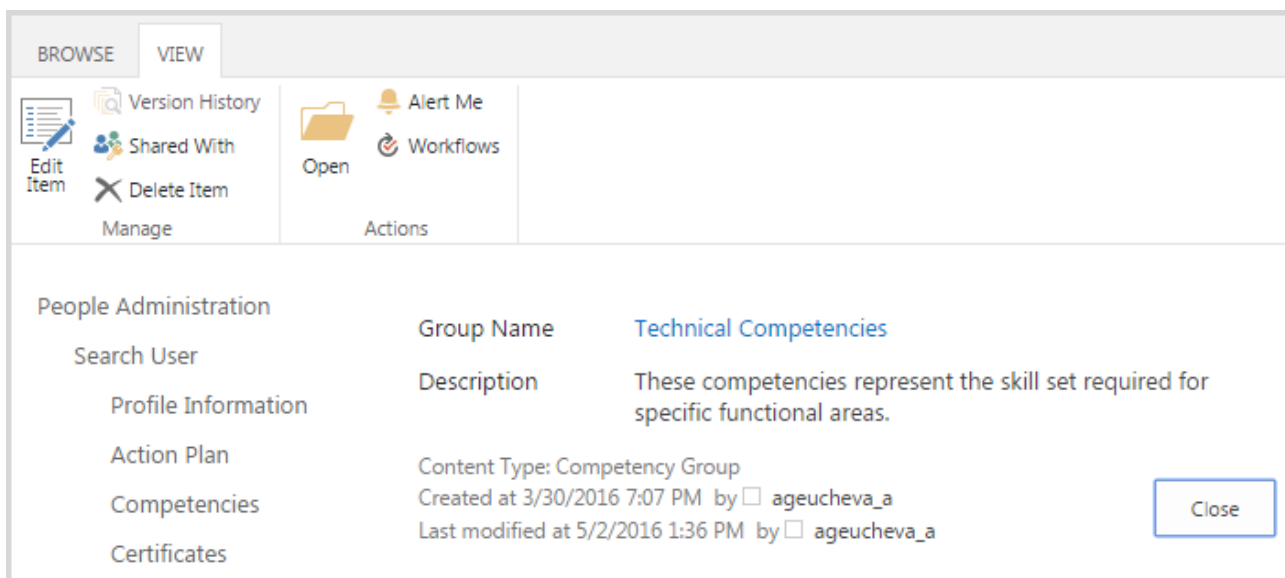 BROWSE VIEW
Edit Item
Version History
Shared With
Delete Item
Manage
Open
Alert Me
Workflows
Actions
People Administration
Search User
Profile Information
Action Plan
Competencies
Certificates
Group Name Technical Competencies
Description These competencies represent the skill set required for
specific functional areas.
Content Type: Competency Group
Created at 3/30/2016 7:07 PM by ageucheva_a
Last modified at 5/2/2016 1:36 PM by ageucheva_a
Close